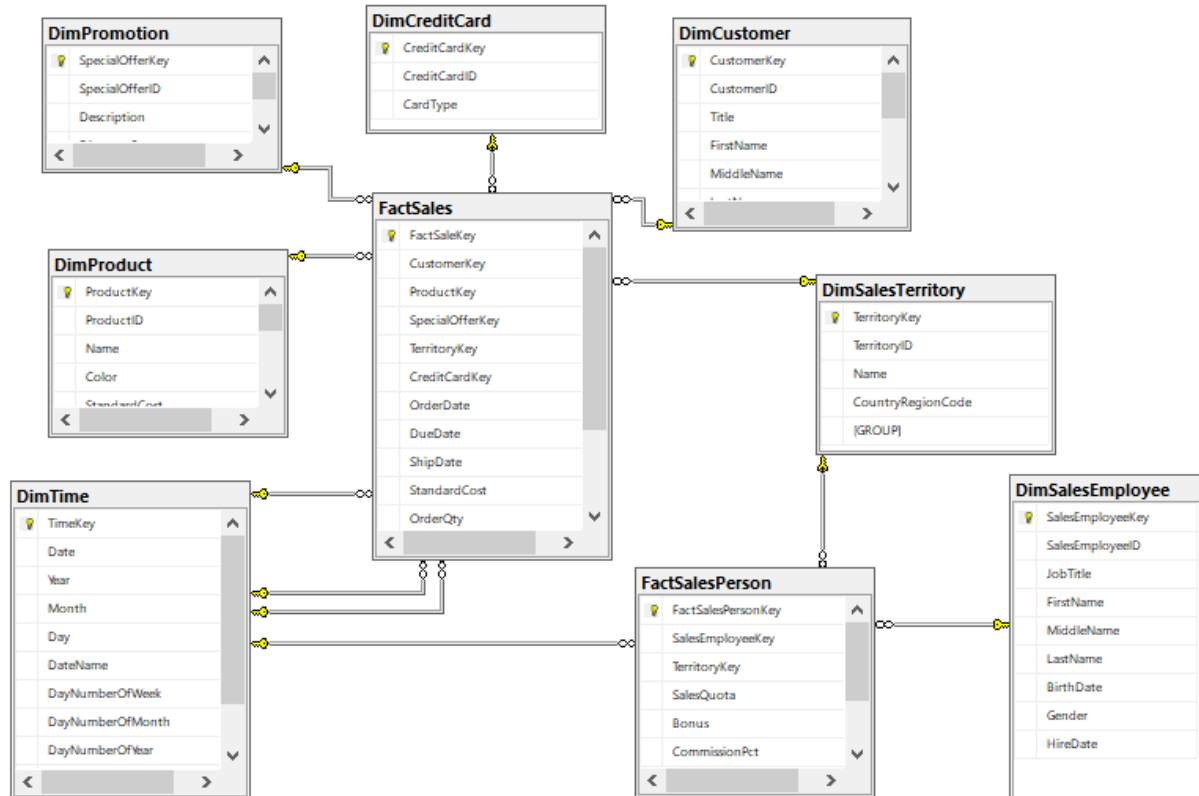 DimPromotion
SpecialOfferKey
SpecialOfferID
Description
DimCreditCard
CreditCardKey
CreditCardID
CardType
DimCustomer
CustomerKey
CustomerID
Title
FirstName
MiddleName
FactSales
FactSaleKey
CustomerKey
ProductKey
SpecialOfferKey
TerritoryKey
CreditCardKey
OrderDate
DueDate
ShipDate
StandardCost
OrderQty
DimProduct
ProductKey
ProductID
Name
Color
StandardCost
DimSalesTerritory
TerritoryKey
TerritoryID
Name
CountryRegionCode
[GROUP]
DimTime
TimeKey
Date
Year
Month
Day
DateName
DayNumberOfWeek
DayNumberOfMonth
DayNumberOfYear
FactSalesPerson
FactSalesPersonKey
SalesEmployeeKey
TerritoryKey
SalesQuota
Bonus
CommissionPct
DimSalesEmployee
SalesEmployeeKey
SalesEmployeeID
JobTitle
FirstName
MiddleName
LastName
BirthDate
Gender
HireDate